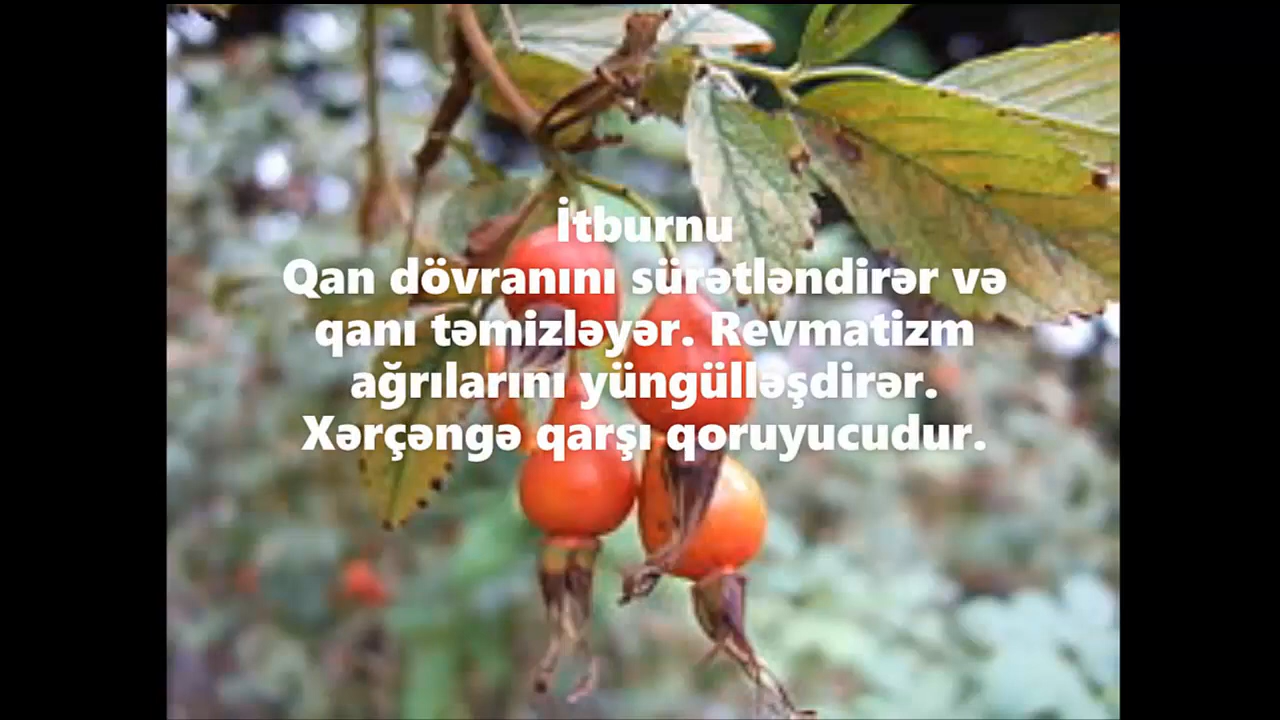 İtburnu
Qan dövranını sürətləndirər və
qanı təmizləyər. Revmatizm
ağrılarını yüngülləşdirər.
Xərçəngə qarşı qoruyucudur.